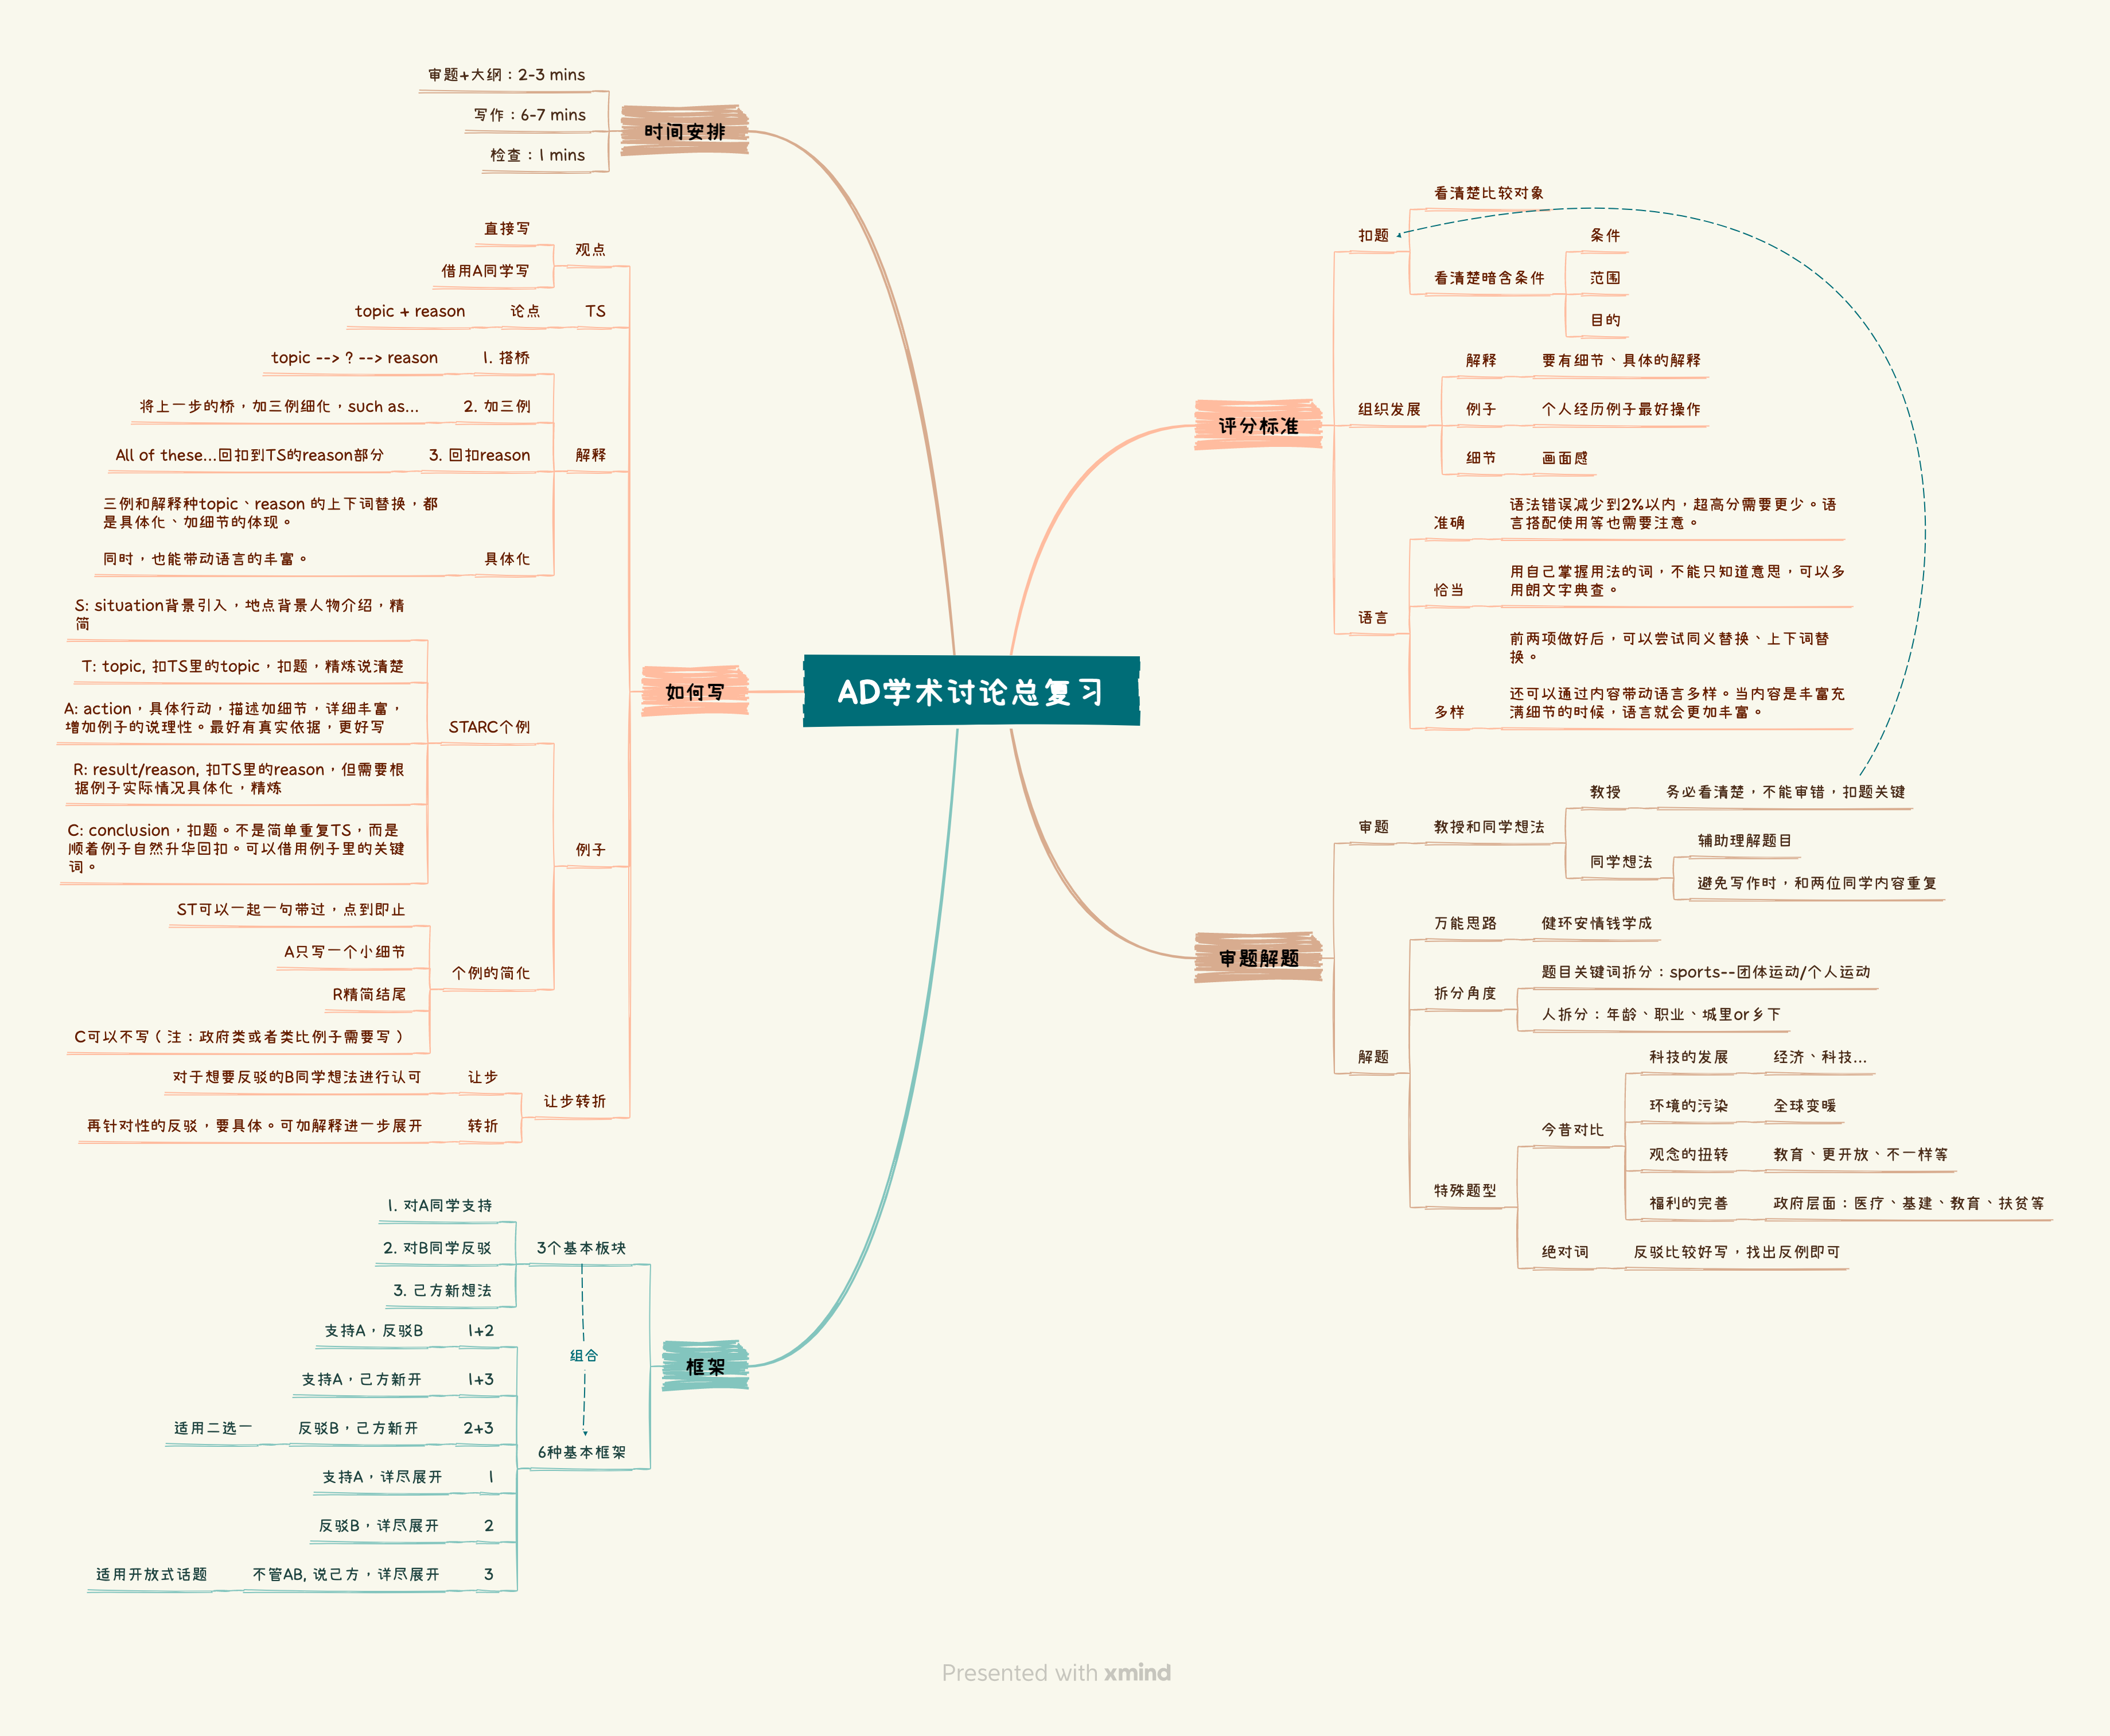 AD学术讨论总复习
评分标准
扣题
看清楚比较对象
看清楚暗含条件
条件
范围
目的
组织发展
解释
要有细节、具体的解释
例子
个人经历例子最好操作
细节
画面感
语言
准确
语法错误减少到2%以内，超高分需要更少。语
言搭配使用等也需要注意。
恰当
用自己掌握用法的词，不能只知道意思，可以多
用朗文字典查。
多样
前两项做好后，可以尝试同义替换、上下词替
换。
还可以通过内容带动语言多样。当内容是丰富充
满细节的时候，语言就会更加丰富。
审题解题
审题
教授和同学想法
教授
务必看清楚，不能审错，扣题关键
同学想法
辅助理解题目
避免写作时，和两位同学内容重复
解题
万能思路
健环安情钱学成
拆分角度
题目关键词拆分：sports--团体运动/个人运动
人拆分：年龄、职业、城里or乡下
特殊题型
今昔对比
科技的发展
经济、科技...
环境的污染
全球变暖
观念的扭转
教育、更开放、不一样等
福利的完善
政府层面：医疗、基建、教育、扶贫等
绝对词
反驳比较好写，找出反例即可
时间安排
审题+大纲：2-3 mins
写作：6-7 mins
检查：1 mins
如何写
观点
直接写
借用A同学写
TS
论点
topic + reason
解释
1. 搭桥
topic --> ? --> reason
2. 加三例
将上一步的桥，加三例细化，such as...
3. 回扣reason
All of these...回扣到TS的reason部分
具体化
三例和解释种topic、reason 的上下词替换，都
是具体化、加细节的体现。
同时，也能带动语言的丰富。
例子
STARC个例
S: situation背景引入，地点背景人物介绍，精
简
T: topic, 扣TS里的topic，扣题，精炼说清楚
A: action，具体行动，描述加细节，详细丰富，
增加例子的说理性。最好有真实依据，更好写
R: result/reason, 扣TS里的reason，但需要根
据例子实际情况具体化，精炼
C: conclusion，扣题。不是简单重复TS，而是
顺着例子自然升华回扣。可以借用例子里的关键
词。
个例的简化
ST可以一起一句带过，点到即止
A只写一个小细节
R精简结尾
C可以不写（注：政府类或者类比例子需要写）
让步转折
让步
对于想要反驳的B同学想法进行认可
转折
再针对性的反驳，要具体。可加解释进一步展开
框架
3个基本板块
1. 对A同学支持
2. 对B同学反驳
3. 己方新想法
组合
6种基本框架
1+2
支持A，反驳B
1+3
支持A，己方新开
2+3
反驳B，己方新开
适用二选一
1
支持A，详尽展开
2
反驳B，详尽展开
3
不管AB, 说己方，详尽展开
适用开放式话题
Presented with xmind